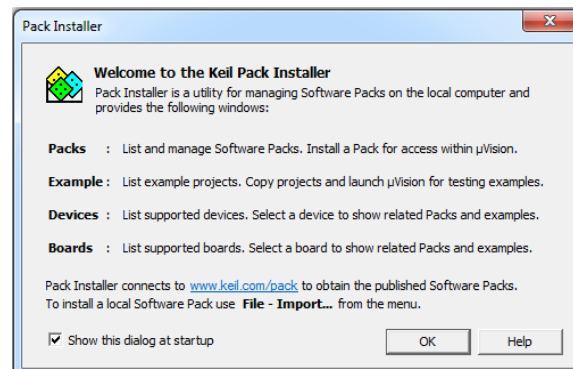 Pack Installer
Welcome to the Keil Pack Installer
Pack Installer is a utility for managing Software Packs on the local computer and
provides the following windows:
Packs : List and manage Software Packs. Install a Pack for access within µVision.
Example : List example projects. Copy projects and launch µVision for testing examples.
Devices : List supported devices. Select a device to show related Packs and examples.
Boards : List supported boards. Select a board to show related Packs and examples.
Pack Installer connects to www.keil.com/pack to obtain the published Software Packs.
To install a local Software Pack use File - Import... from the menu.
Show this dialog at startup OK Help